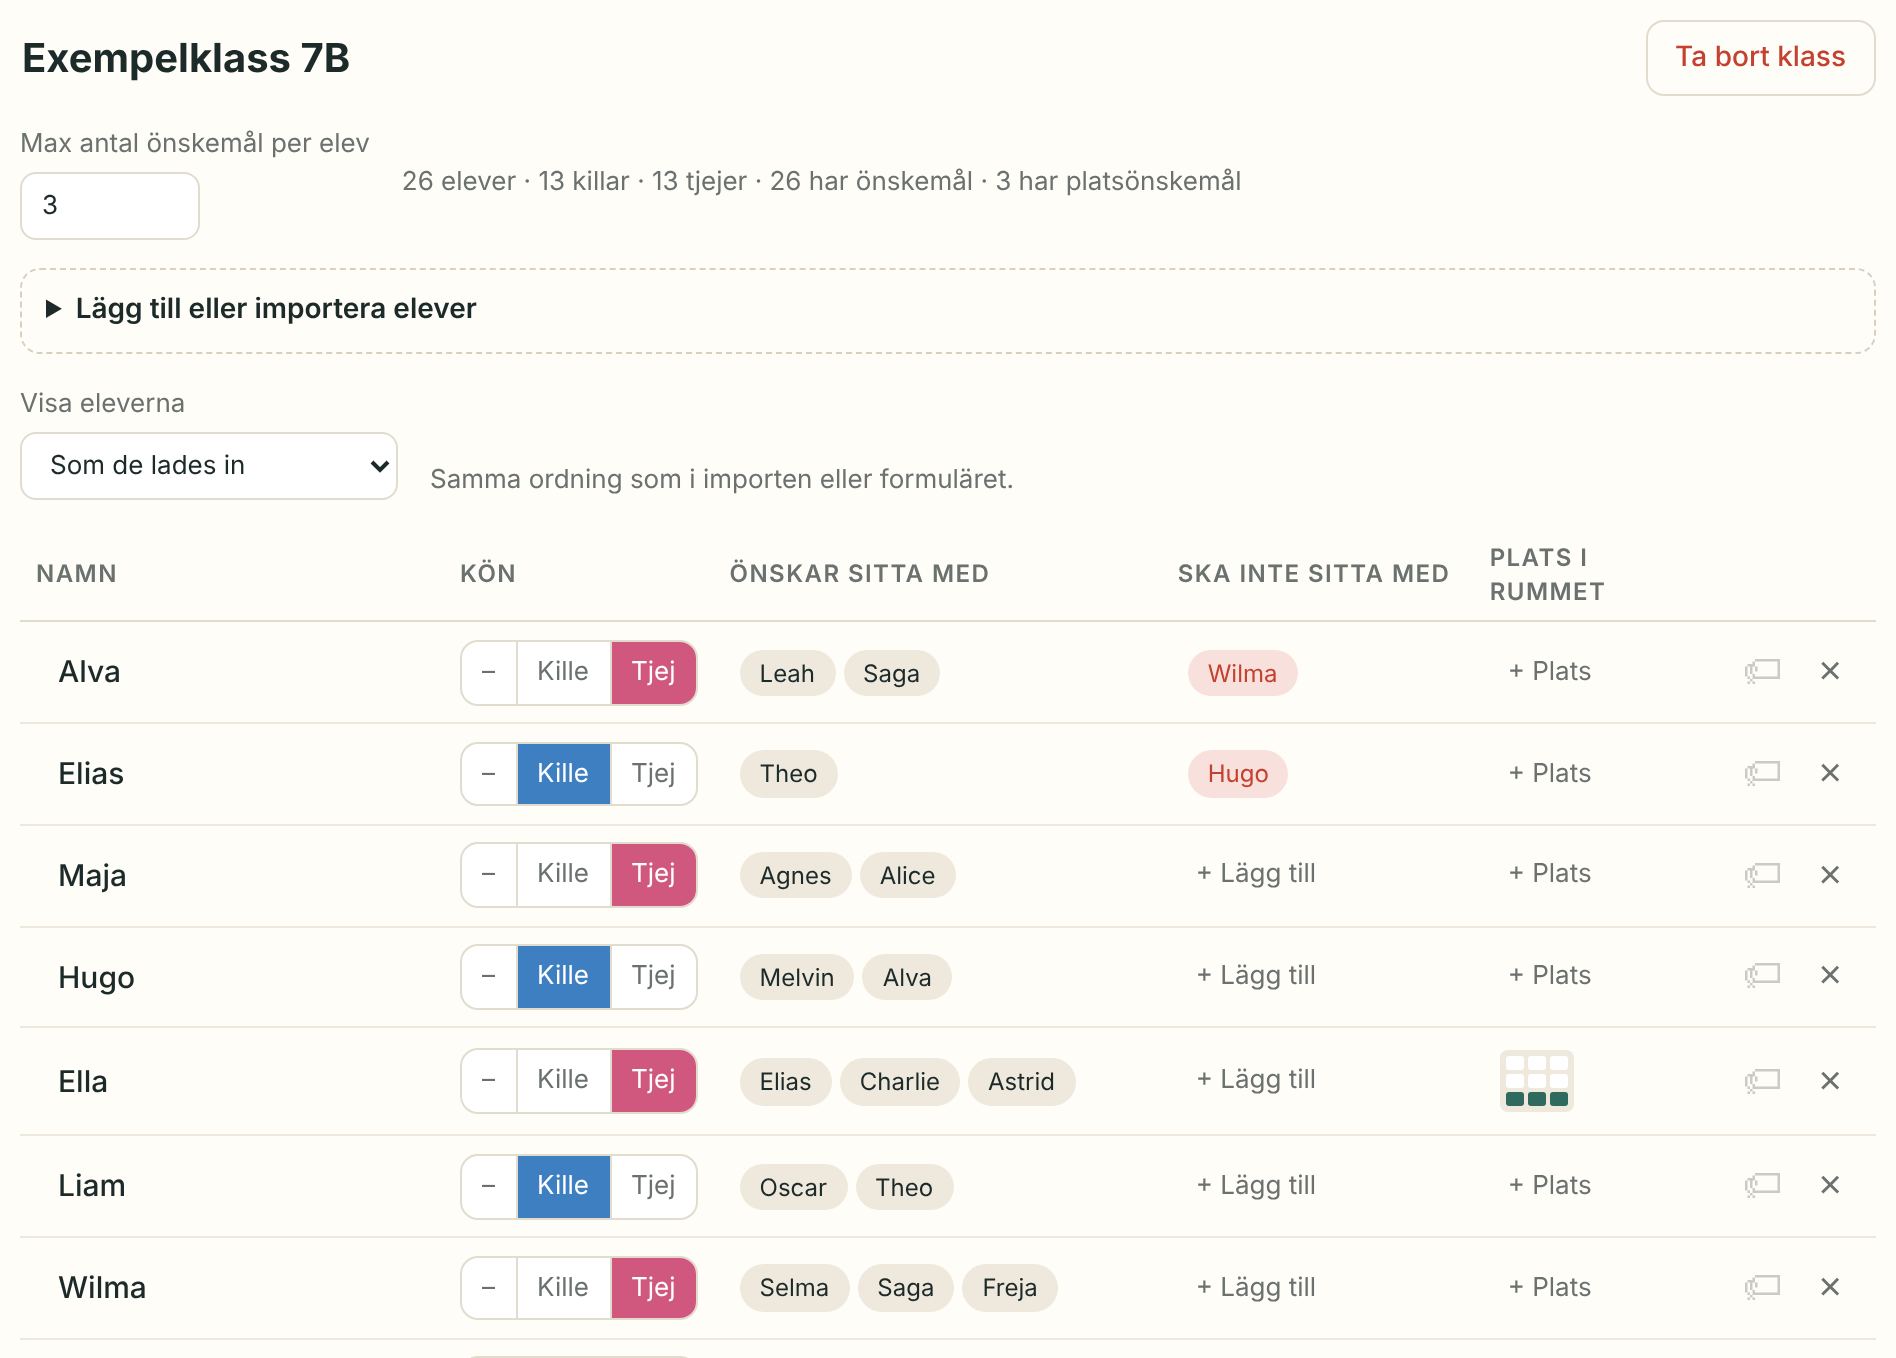 Exempelklass 7B
Ta bort klass
Max antal önskemål per elev
3
26 elever · 13 killar · 13 tjejer · 26 har önskemål · 3 har platsönskemål
Lägg till eller importera elever
Visa eleverna
Som de lades in
Samma ordning som i importen eller formuläret.
NAMN KÖN ÖNSKAR SITTA MED SKA INTE SITTA MED PLATS I RUMMET
Alva – Kille Tjej Leah Saga Wilma + Plats ×
Elias – Kille Tjej Theo Hugo + Plats ×
Maja – Kille Tjej Agnes Alice + Lägg till + Plats ×
Hugo – Kille Tjej Melvin Alva + Lägg till + Plats ×
Ella – Kille Tjej Elias Charlie Astrid + Lägg till ×
Liam – Kille Tjej Oscar Theo + Lägg till + Plats ×
Wilma – Kille Tjej Selma Saga Freja + Lägg till + Plats ×